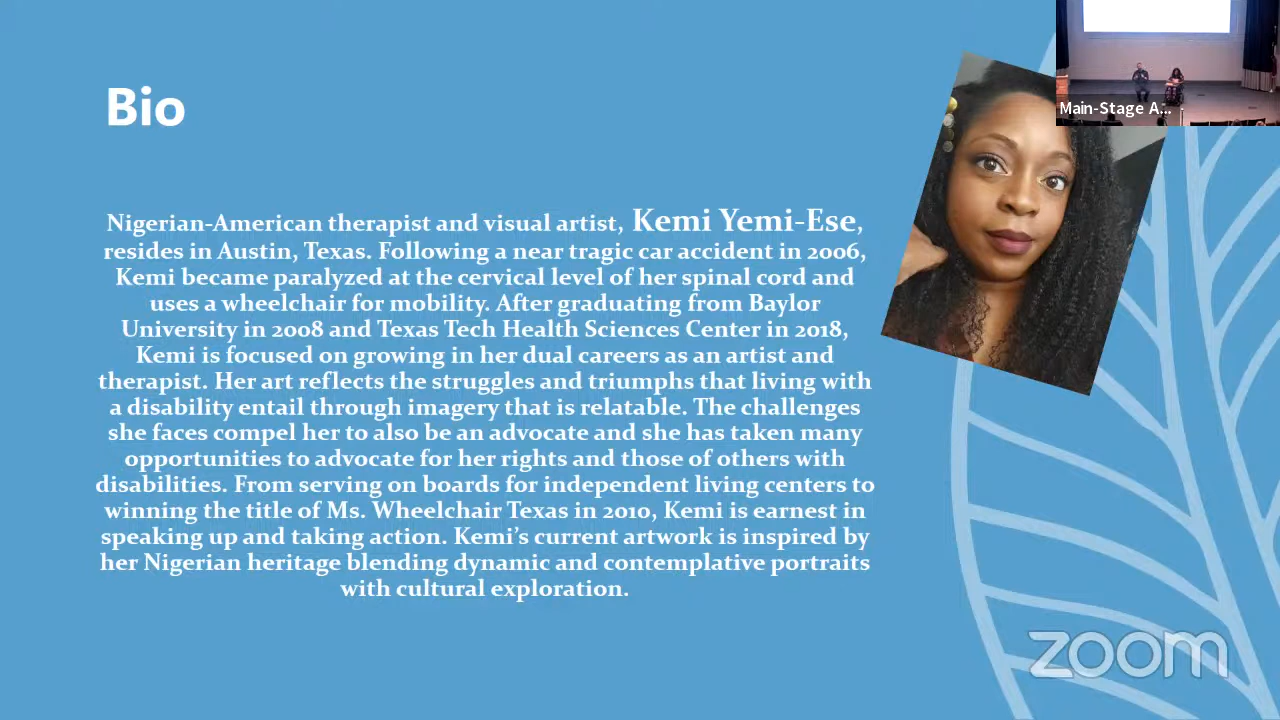 Bio
Main-Stage A...
Nigerian-American therapist and visual artist, Kemi Yemi-Ese,
resides in Austin, Texas. Following a near tragic car accident in 2006,
Kemi became paralyzed at the cervical level of her spinal cord and
uses a wheelchair for mobility. After graduating from Baylor
University in 2008 and Texas Tech Health Sciences Center in 2018,
Kemi is focused on growing in her dual careers as an artist and
therapist. Her art reflects the struggles and triumphs that living with
a disability entail through imagery that is relatable. The challenges
she faces compel her to also be an advocate and she has taken many
opportunities to advocate for her rights and those of others with
disabilities. From serving on boards for independent living centers to
winning the title of Ms. Wheelchair Texas in 2010, Kemi is earnest in
speaking up and taking action. Kemi’s current artwork is inspired by
her Nigerian heritage blending dynamic and contemplative portraits
with cultural exploration.
zoom